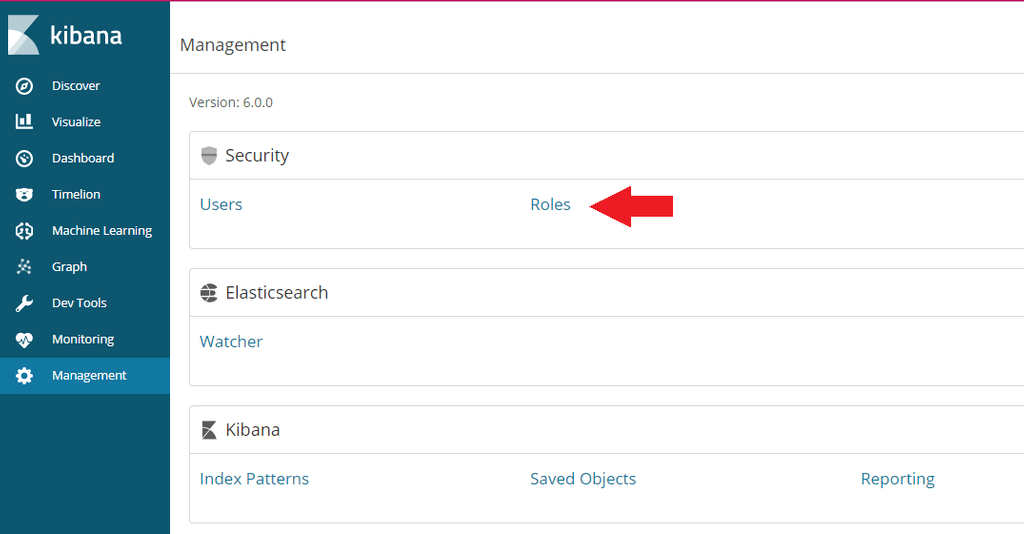 kibana
Discover
Visualize
Dashboard
Timelion
Machine Learning
Graph
Dev Tools
Monitoring
Management
Management
Version: 6.0.0
Security
Users Roles
Elasticsearch
Watcher
Kibana
Index Patterns Saved Objects Reporting